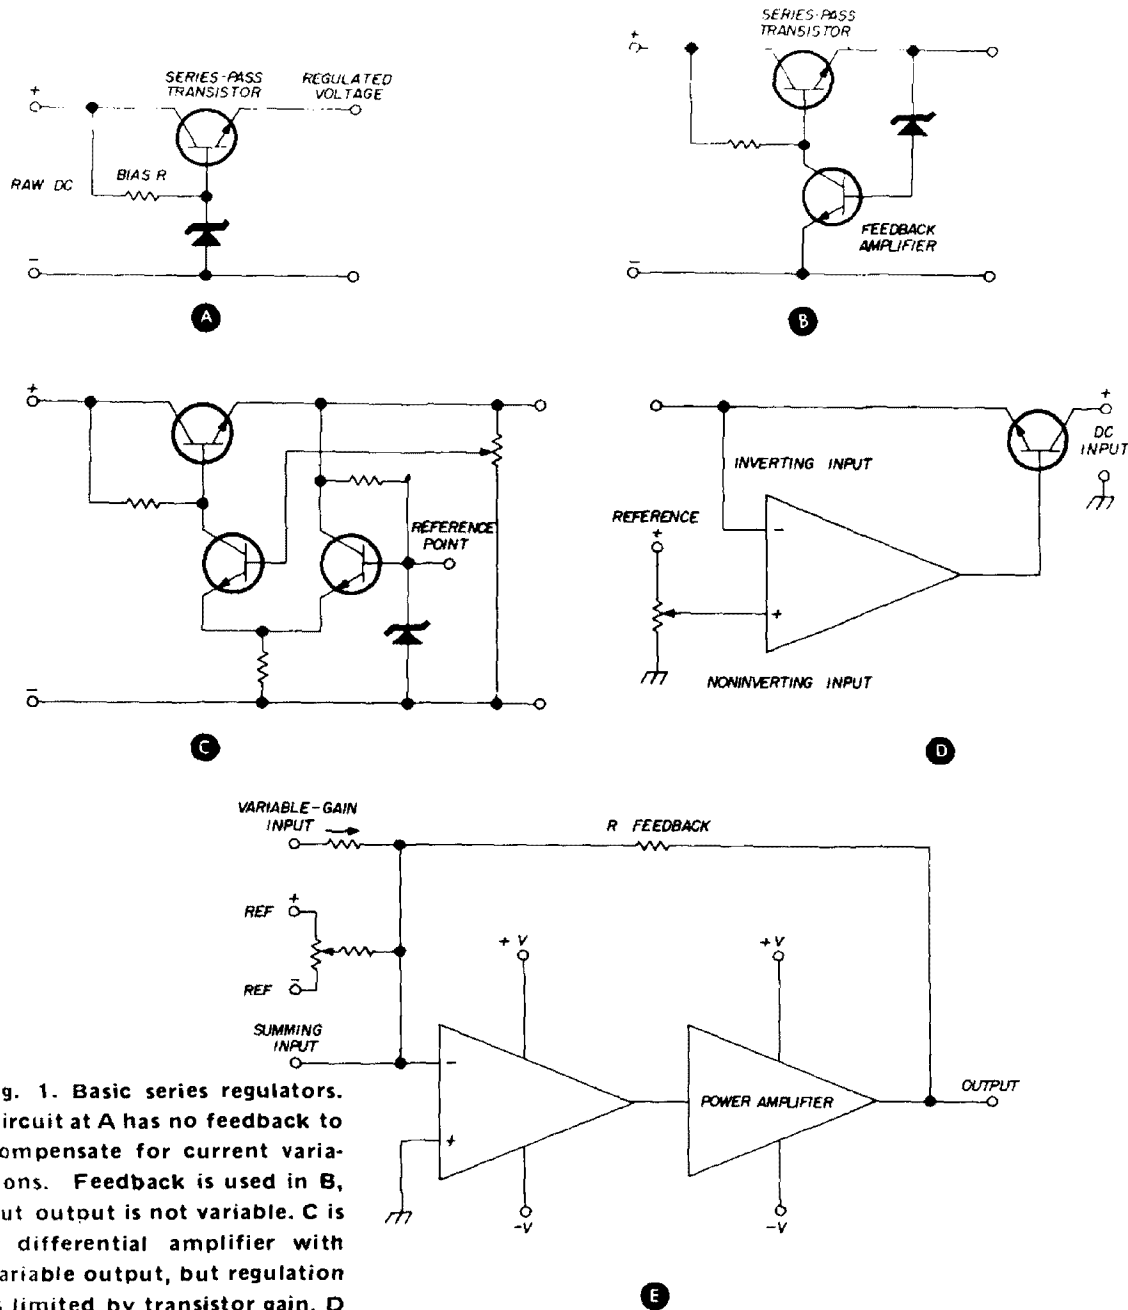 SERIES-PASS
TRANSISTOR
REGULATED
VOLTAGE
+
RAW DC
BIAS R
–
A
SERIES-PASS
TRANSISTOR
+
FEEDBACK
AMPLIFIER
–
B
+
REFERENCE
POINT
–
C
+
DC
INPUT
INVERTING INPUT
REFERENCE
+
–
+
NONINVERTING INPUT
D
VARIABLE-GAIN
INPUT
R FEEDBACK
REF +
REF –
+V
+V
SUMMING
INPUT
–
+
POWER AMPLIFIER
OUTPUT
-V
-V
E
g. 1. Basic series regulators.
ircuit at A has no feedback to
ompensate for current varia-
ons. Feedback is used in B,
ut output is not variable. C is
differential amplifier with
ariable output, but regulation
s limited by transistor gain. D